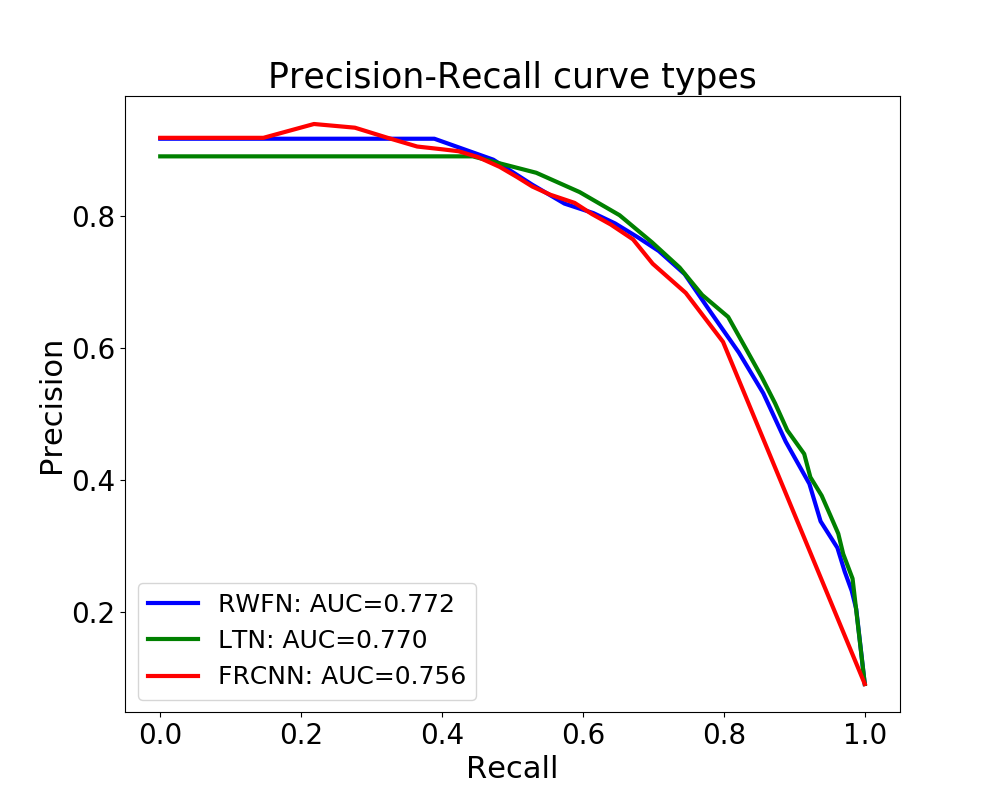 Precision-Recall curve types
Precision
0.8
0.6
0.4
0.2
RWFN: AUC=0.772
LTN: AUC=0.770
FRCNN: AUC=0.756
0.0 0.2 0.4 0.6 0.8 1.0
Recall